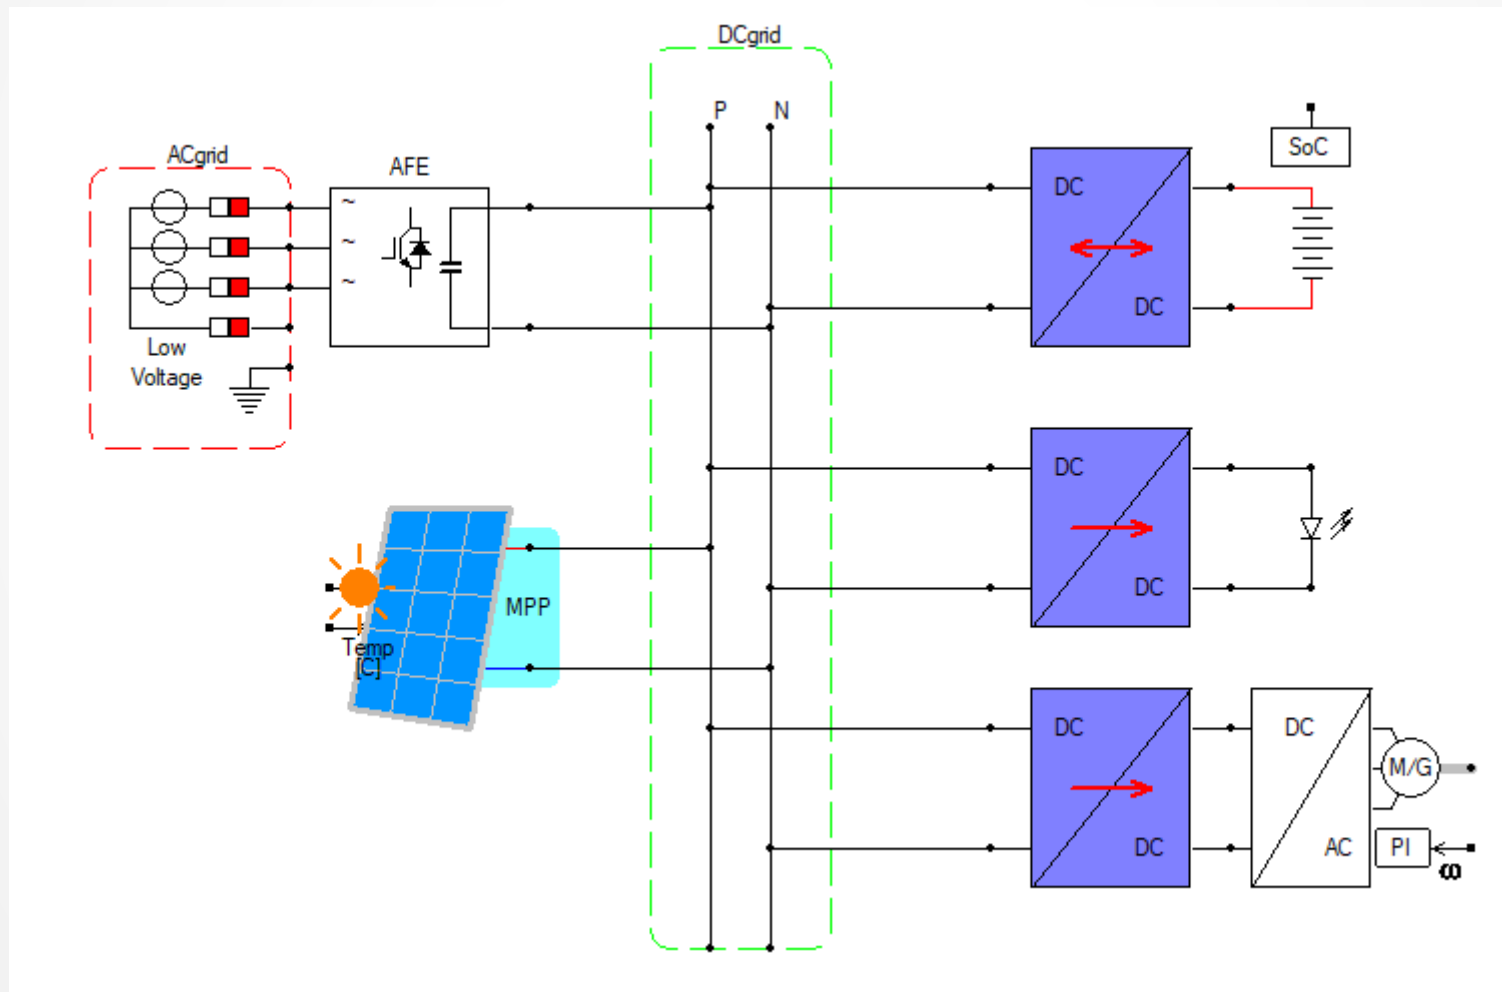 DCgrid
P
N
ACgrid
AFE
~
~
~
Low
Voltage
SoC
DC
DC
DC
DC
MPP
Temp
[C]
DC
DC
DC
AC
M/G
PI
ω